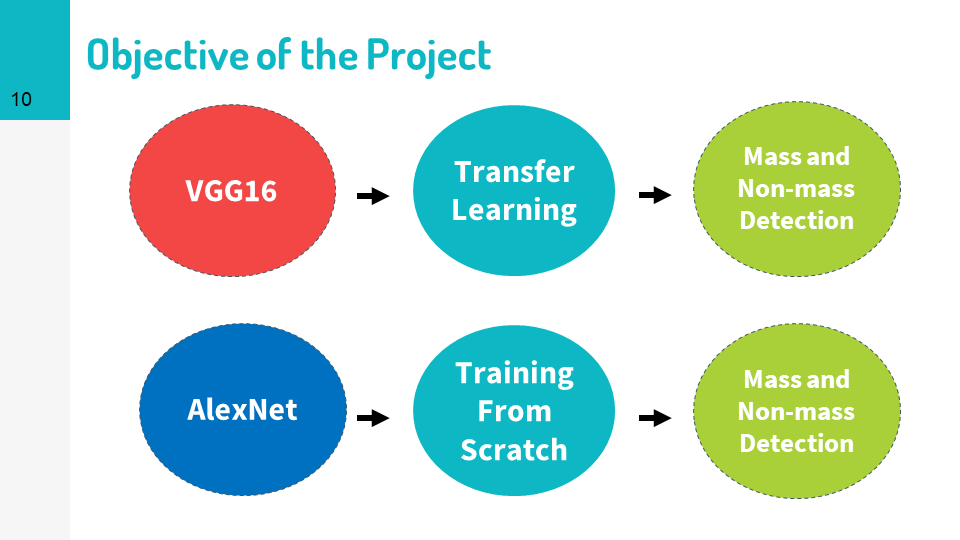 Objective of the Project
10
VGG16
Transfer
Learning
Mass and
Non-mass
Detection
AlexNet
Training
From
Scratch
Mass and
Non-mass
Detection